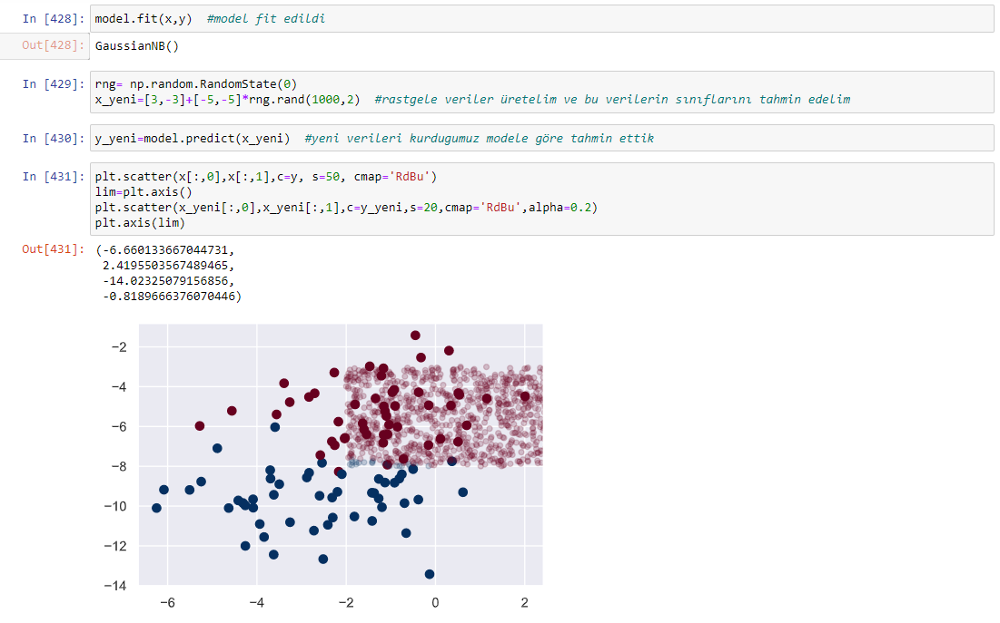 In [428]: model.fit(x,y)  #model fit edildi
Out[428]: GaussianNB()
In [429]: rng= np.random.RandomState(0)
x_yeni=[3,-3]+[-5,-5]*rng.rand(1000,2)  #rastgele veriler üretelim ve bu verilerin sınıflarını tahmin edelim
In [430]: y_yeni=model.predict(x_yeni)  #yeni verileri kurdugumuz modele göre tahmin ettik
In [431]: plt.scatter(x[:,0],x[:,1],c=y, s=50, cmap='RdBu')
lim=plt.axis()
plt.scatter(x_yeni[:,0],x_yeni[:,1],c=y_yeni,s=20,cmap='RdBu',alpha=0.2)
plt.axis(lim)
Out[431]: (-6.660133667044731,
2.4195503567489465,
-14.02325079156856,
-0.8189666376070446)
−2
−4
−6
−8
−10
−12
−14
−6 −4 −2 0 2